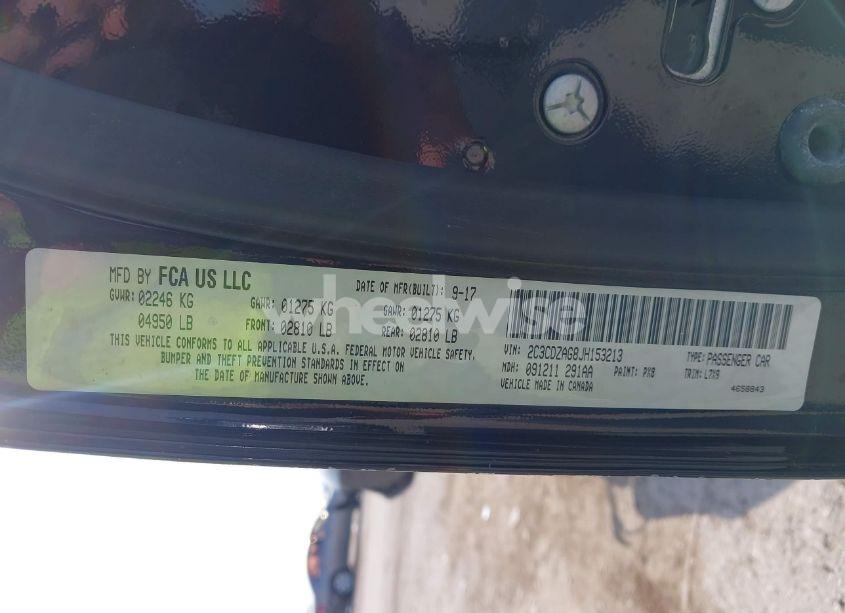 MFD BY FCA US LLC DATE OF MFR(BUILT): 9-17
GVWR: 02246 KG GAWR: 01275 KG GAWR: 01275 KG
04950 LB FRONT: 02810 LB REAR: 02810 LB
THIS VEHICLE CONFORMS TO ALL APPLICABLE U.S.A. FEDERAL MOTOR VEHICLE SAFETY,
BUMPER AND THEFT PREVENTION STANDARDS IN EFFECT ON
THE DATE OF MANUFACTURE SHOWN ABOVE.
VIN: 2C3CDZAG8JH153213 TYPE: PASSENGER CAR
MDH: 091211 291AA PAINT: PX8 TRIM: L7X9
VEHICLE MADE IN CANADA 4658843
wheelwise